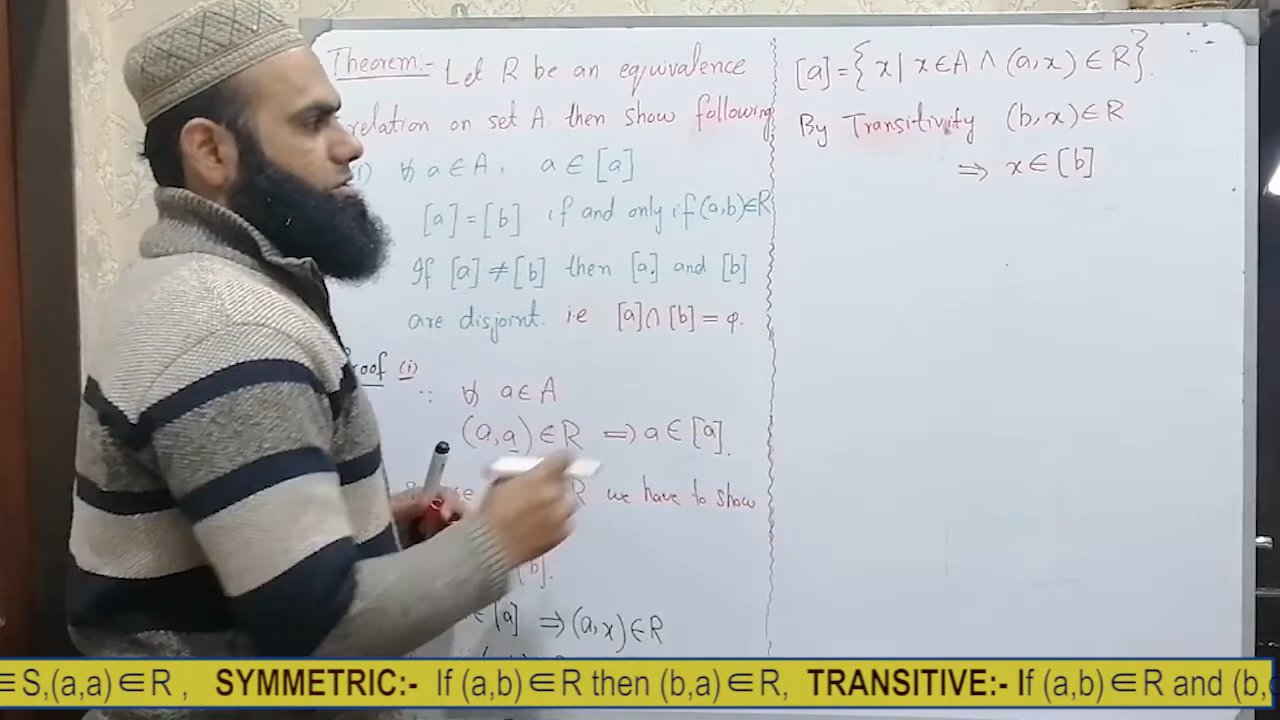 Theorem:- Let R be an equivalence
relation on set A. then show following
∀ a ∈ A, a ∈ [a]
[a] = [b] if and only if (a,b) ∈ R
If [a] ≠ [b] then [a] and [b]
are disjoint. ie [a] ∩ [b] = φ.
Proof (i)
∵ ∀ a ∈ A
(a,a) ∈ R ⇒ a ∈ [a].
R we have to show
[b].
∈ [a] ⇒ (a,x) ∈ R
[a] = { x | x ∈ A ∧ (a,x) ∈ R }.
By Transitivity (b,x) ∈ R
⇒ x ∈ [b]
∈ S,(a,a) ∈ R , SYMMETRIC:- If (a,b) ∈ R then (b,a) ∈ R, TRANSITIVE:- If (a,b) ∈ R and (b,